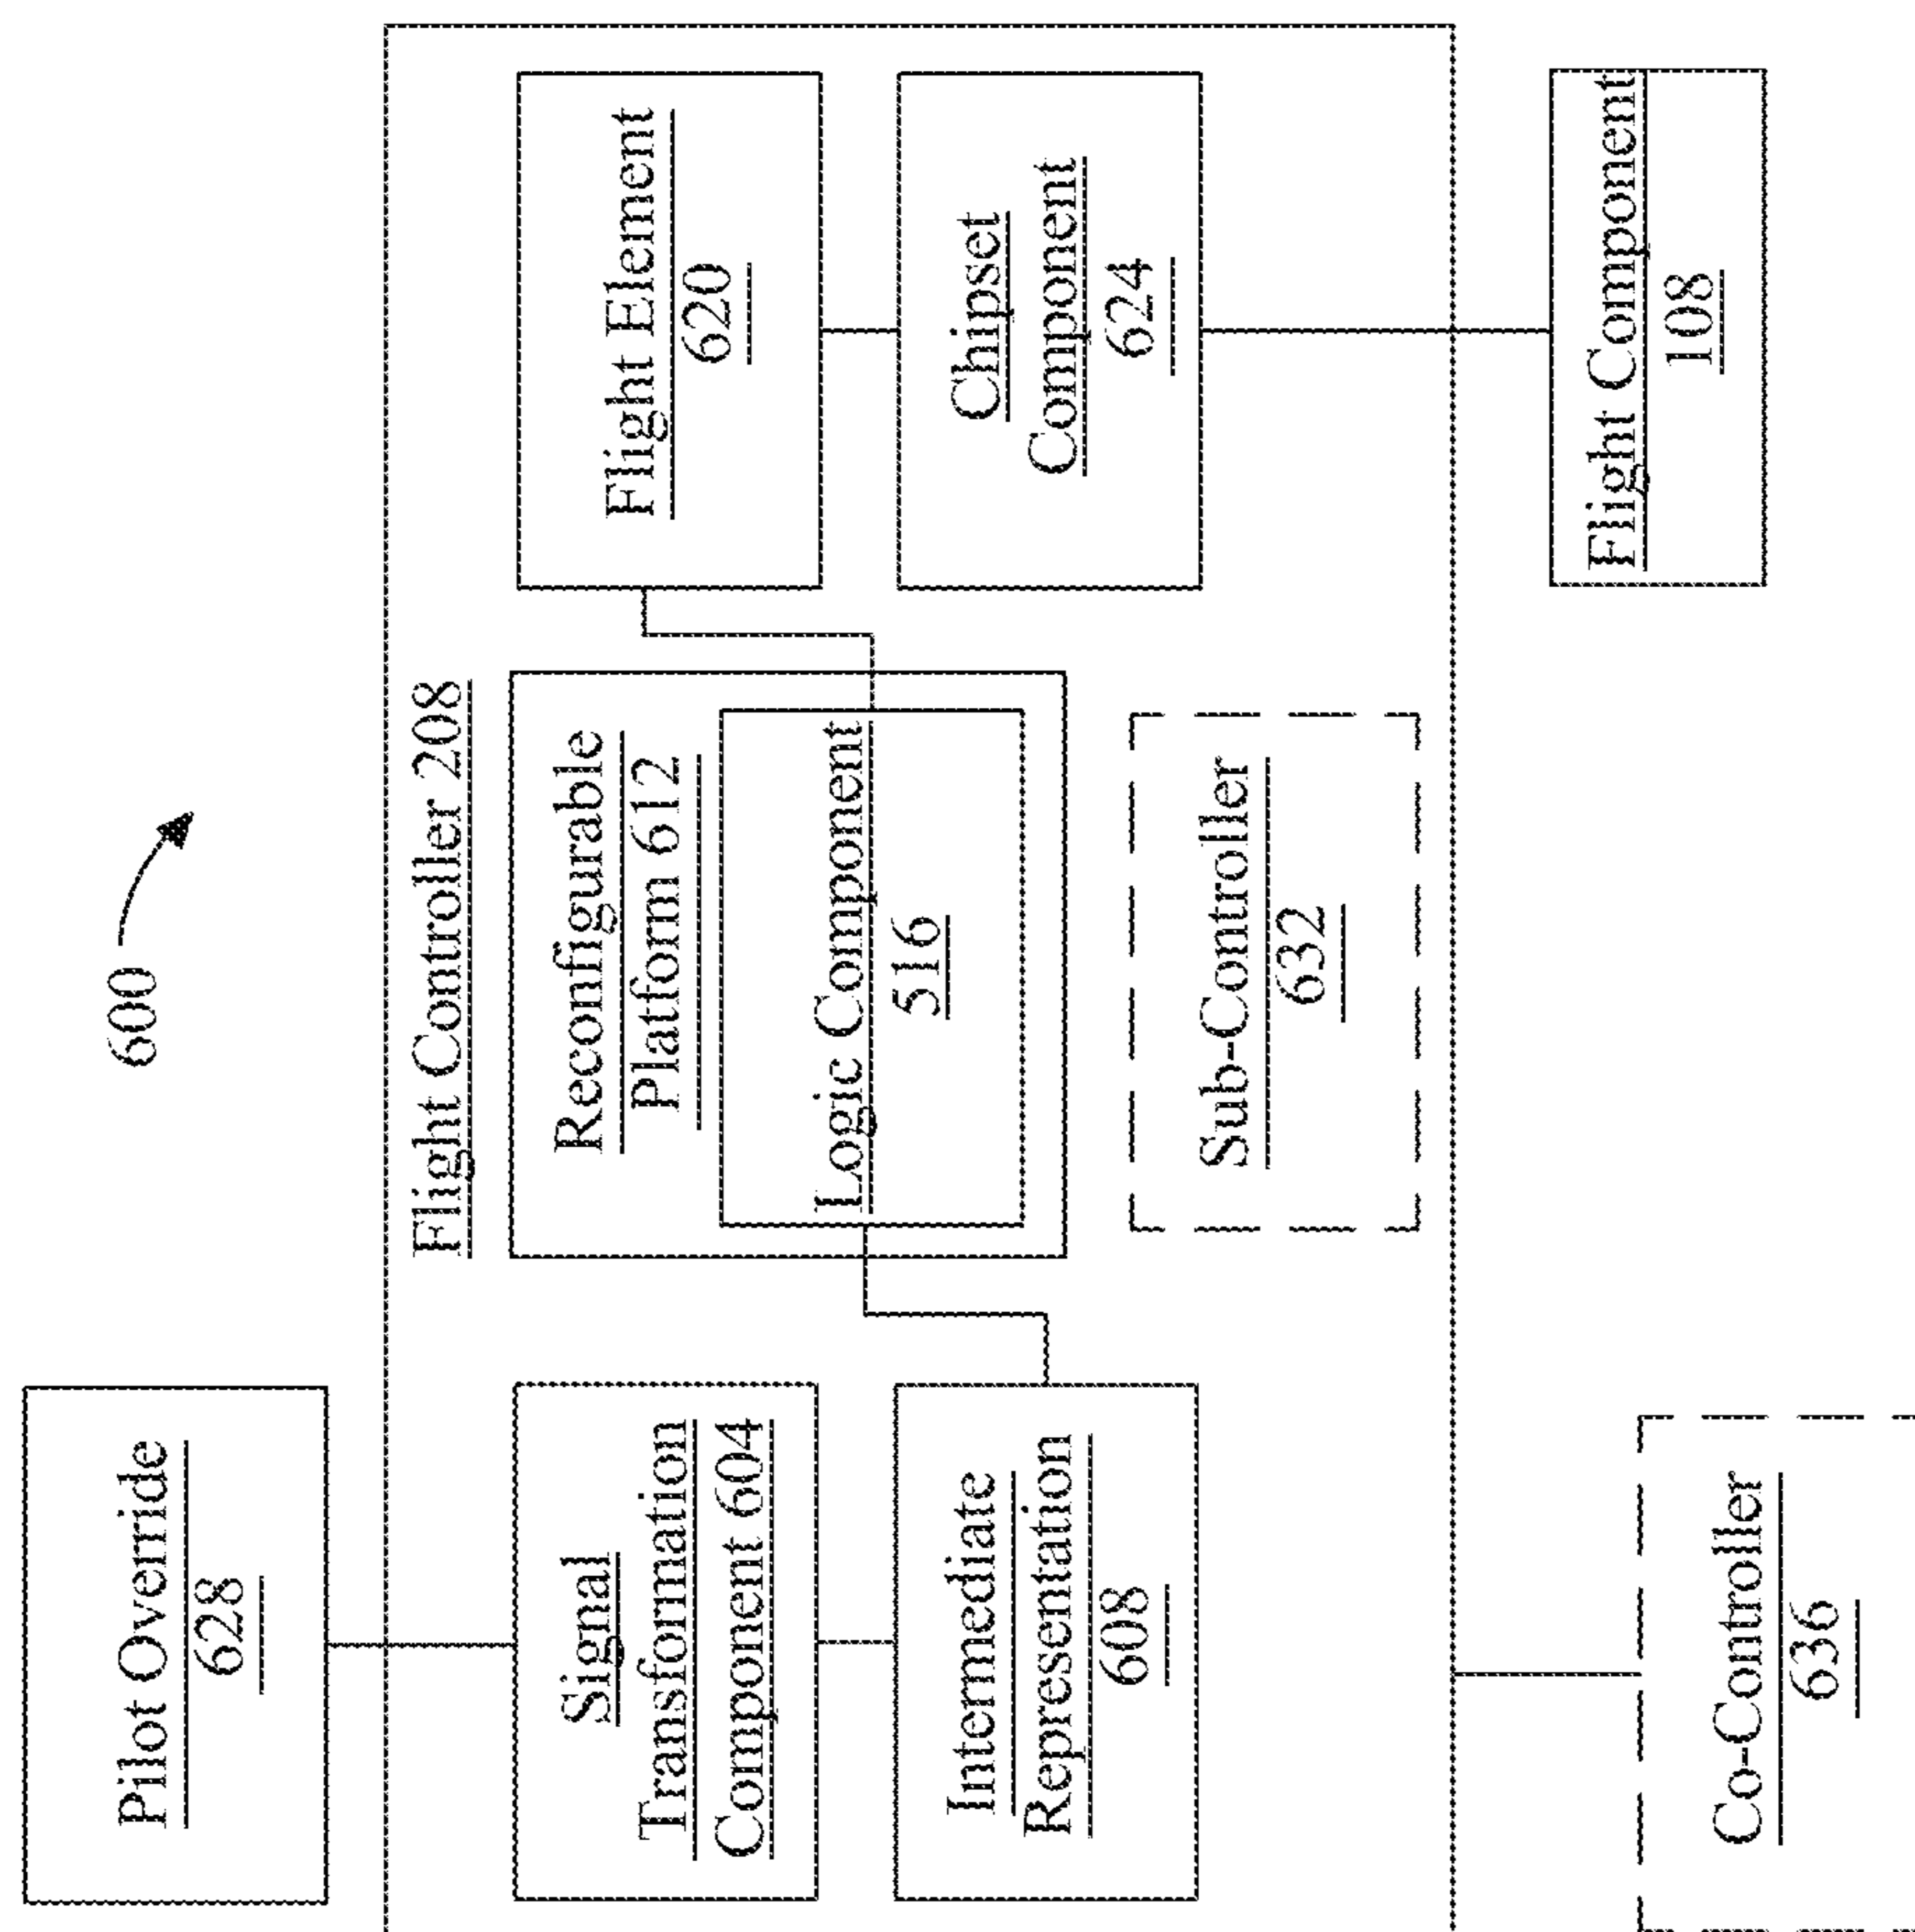 600
Pilot Override
628
Flight Controller 208
Signal
Transformation
Component 604
Intermediate
Representation
608
Reconfigurable
Platform 612
Logic Component
516
Sub-Controller
632
Flight Element
620
Chipset
Component
624
Co-Controller
636
Flight Component
108